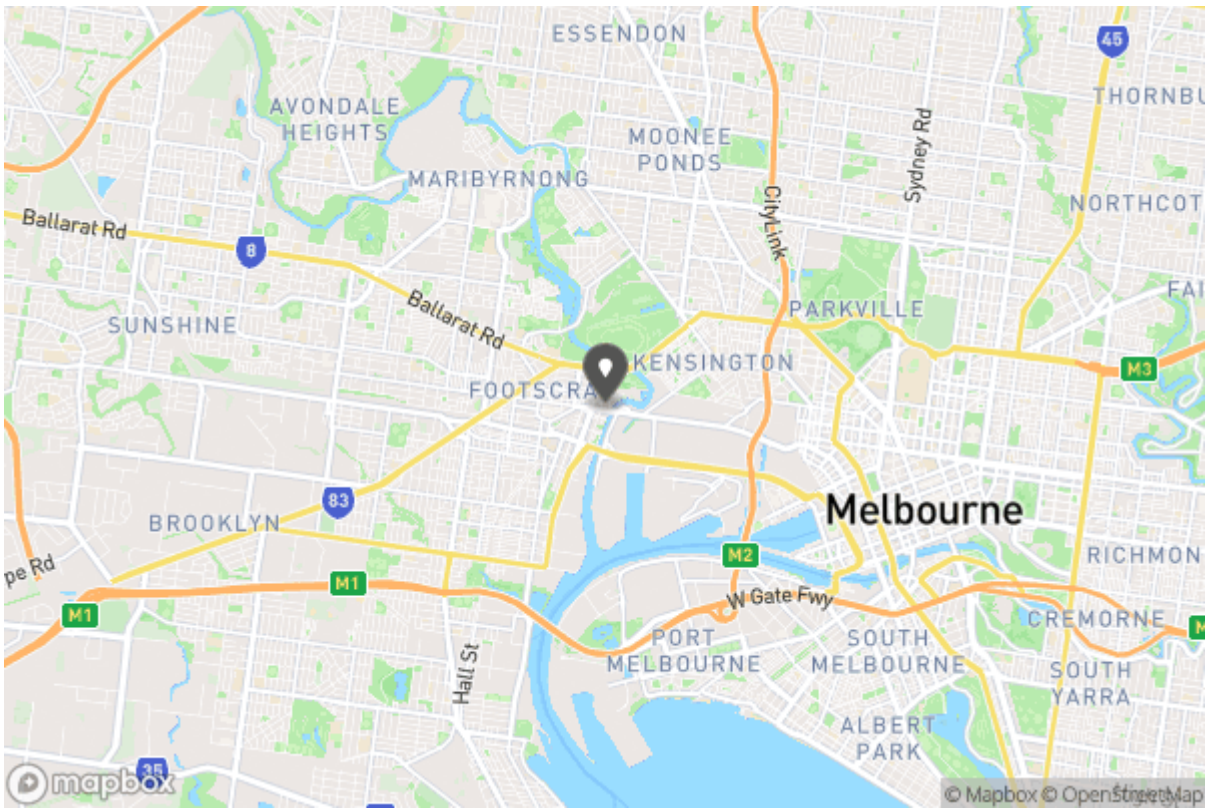 ESSENDON
45
THORNBU
AVONDALE
HEIGHTS
MOONEE
PONDS
Sydney Rd
MARIBYRNONG
CityLink
NORTHCOT
Ballarat Rd
8
Ballarat Rd
FAI
PARKVILLE
SUNSHINE
KENSINGTON
M3
FOOTSCRA
83
BROOKLYN
Melbourne
M2
RICHMON
pe Rd
M1
M1
W Gate Fwy
CREMORNE
M
Hall St
PORT
MELBOURNE
SOUTH
MELBOURNE
SOUTH
YARRA
ALBERT
PARK
35
mapbox
© Mapbox © OpenStreetMap